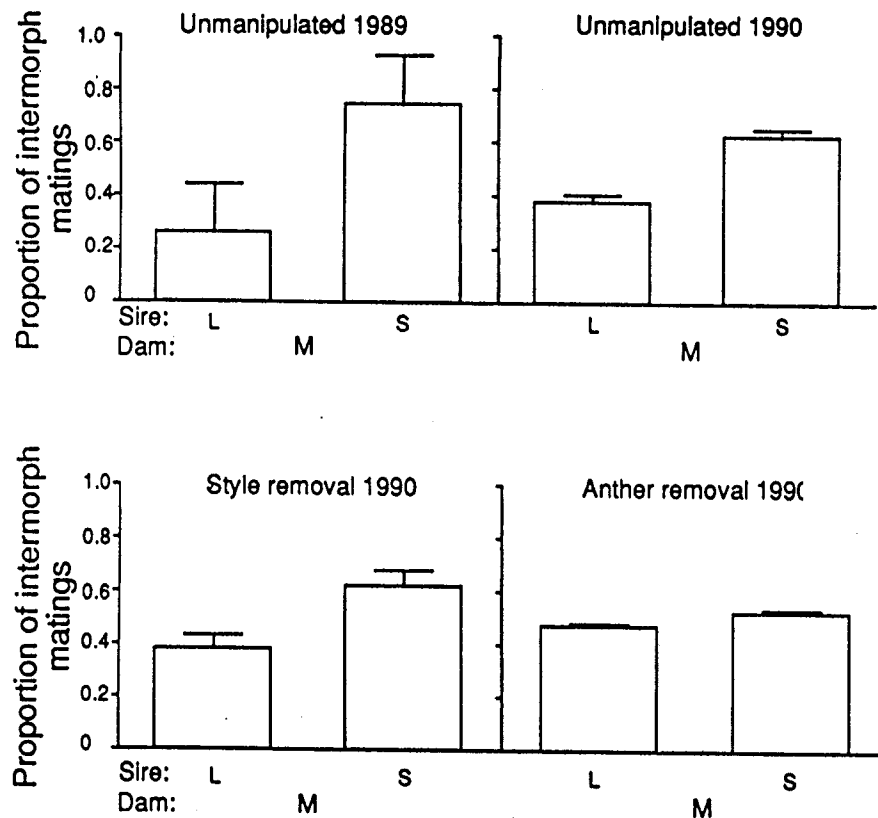 Unmanipulated 1989
Unmanipulated 1990
Proportion of intermorph
matings
1.0
0.8
0.6
0.4
0.2
0
Sire: L S L S
Dam: M M
Style removal 1990
Anther removal 199(
Proportion of intermorph
matings
1.0
0.8
0.6
0.4
0.2
0
Sire: L S L S
Dam: M M